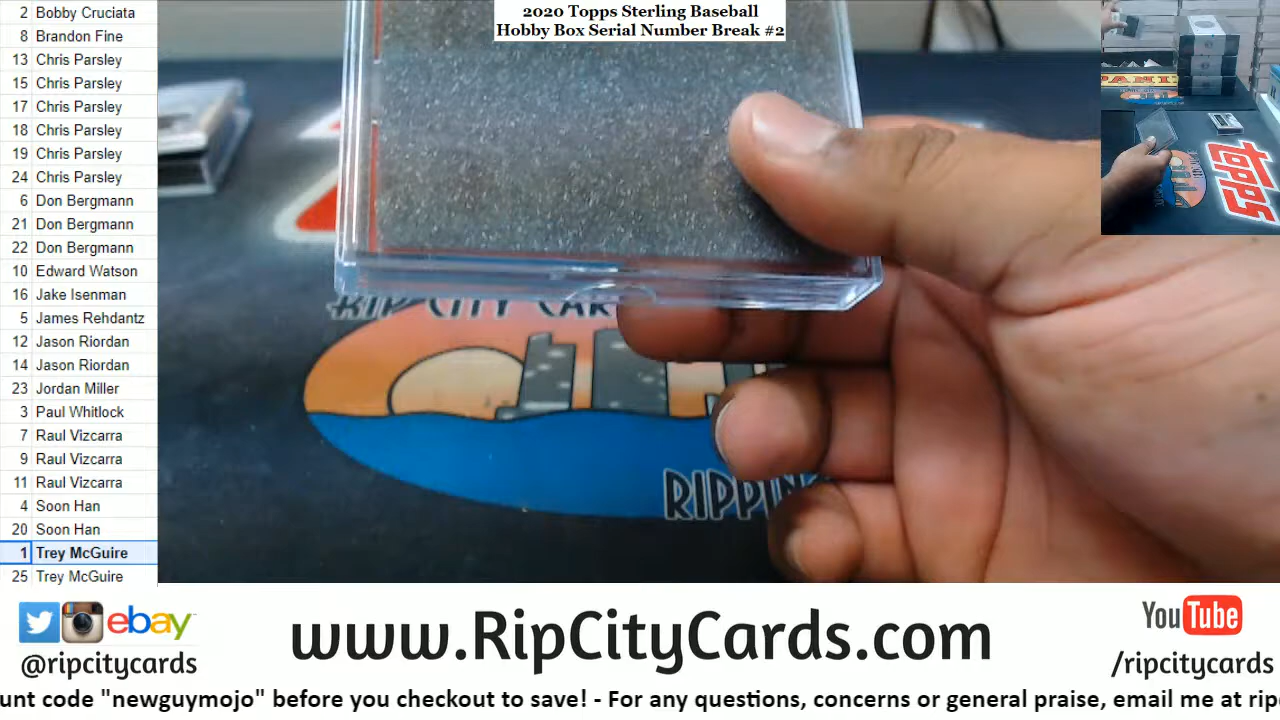 2 Bobby Cruciata
8 Brandon Fine
13 Chris Parsley
15 Chris Parsley
17 Chris Parsley
18 Chris Parsley
19 Chris Parsley
24 Chris Parsley
6 Don Bergmann
21 Don Bergmann
22 Don Bergmann
10 Edward Watson
16 Jake Isenman
5 James Rehdantz
12 Jason Riordan
14 Jason Riordan
23 Jordan Miller
3 Paul Whitlock
7 Raul Vizcarra
9 Raul Vizcarra
11 Raul Vizcarra
4 Soon Han
20 Soon Han
1 Trey McGuire
25 Trey McGuire
2020 Topps Sterling Baseball
Hobby Box Serial Number Break #2
PANINI
topps
RIP CITY CAR
RIPPIN
ebay
@ripcitycards
www.RipCityCards.com
YouTube
/ripcitycards
unt code "newguymojo" before you checkout to save! - For any questions, concerns or general praise, email me at ripc